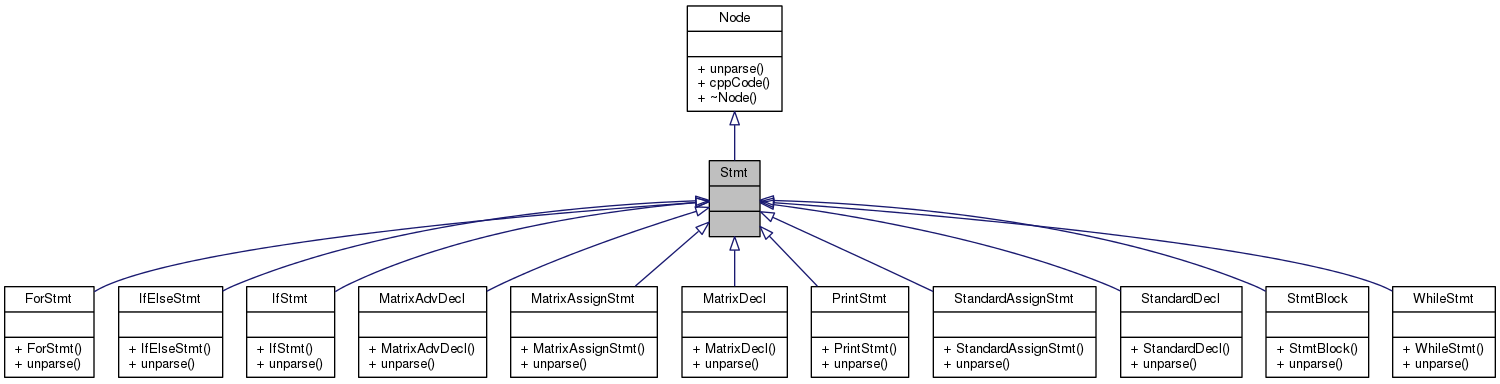 Node
+ unparse()
+ cppCode()
+ ~Node()
Stmt
ForStmt
+ ForStmt()
+ unparse()
IfElseStmt
+ IfElseStmt()
+ unparse()
IfStmt
+ IfStmt()
+ unparse()
MatrixAdvDecl
+ MatrixAdvDecl()
+ unparse()
MatrixAssignStmt
+ MatrixAssignStmt()
+ unparse()
MatrixDecl
+ MatrixDecl()
+ unparse()
PrintStmt
+ PrintStmt()
+ unparse()
StandardAssignStmt
+ StandardAssignStmt()
+ unparse()
StandardDecl
+ StandardDecl()
+ unparse()
StmtBlock
+ StmtBlock()
+ unparse()
WhileStmt
+ WhileStmt()
+ unparse()